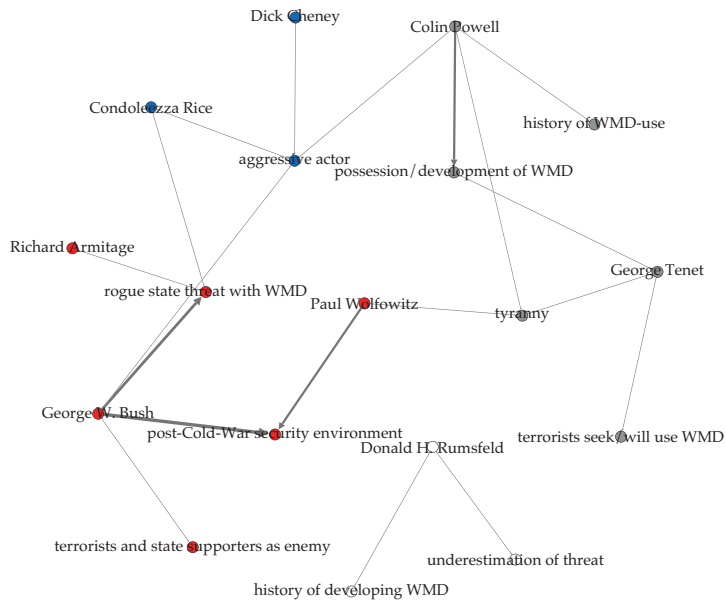 Dick Cheney
Colin Powell
Condoleezza Rice
history of WMD-use
aggressive actor
possession/development of WMD
Richard Armitage
George Tenet
rogue state threat with WMD
Paul Wolfowitz
tyranny
George W. Bush
post-Cold-War security environment
terrorists seek/will use WMD
Donald H. Rumsfeld
terrorists and state supporters as enemy
underestimation of threat
history of developing WMD